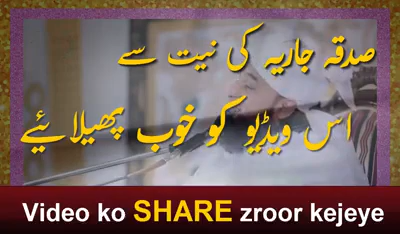 صدقہ جاریہ کی نیت سے
اس ویڈیو کو خوب پھیلائیے
Video ko SHARE zroor kejeye